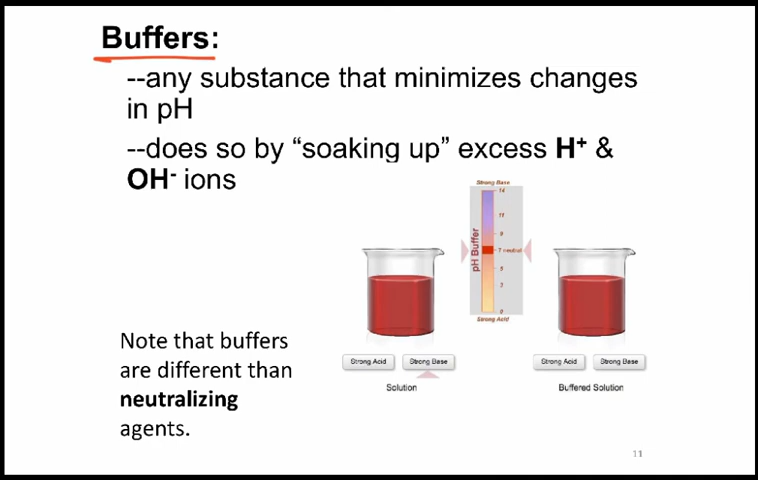 Buffers:
--any substance that minimizes changes
in pH
--does so by “soaking up” excess H+ &
OH- ions
Strong Base
14
11
9
7 neutral
5
3
0
pH Buffer
Strong Acid
Note that buffers
are different than
neutralizing
agents.
Strong Acid Strong Base
Solution
Strong Acid Strong Base
Buffered Solution
11